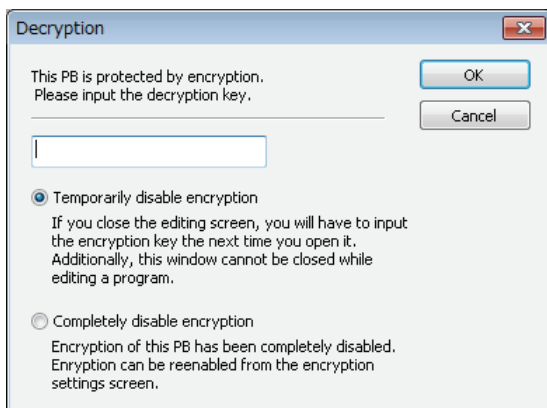 Decryption
This PB is protected by encryption.
Please input the decryption key.
OK
Cancel
Temporarily disable encryption
If you close the editing screen, you will have to input
the encryption key the next time you open it.
Additionally, this window cannot be closed while
editing a program.
Completely disable encryption
Encryption of this PB has been completely disabled.
Enryption can be reenabled from the encryption
settings screen.